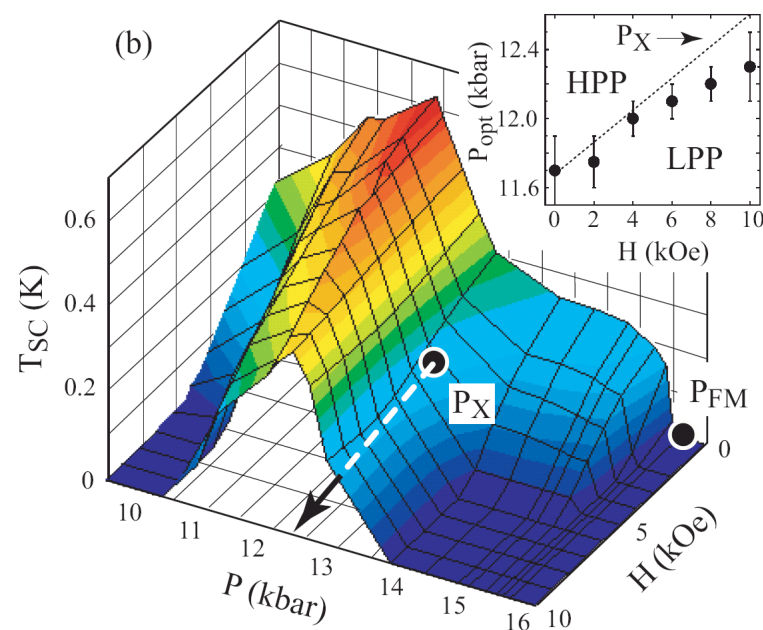 (b)
T_SC (K)
0.6
0.4
0.2
0
10
11
12
13
14
15
16
P (kbar)
0
5
10
H (kOe)
P_X
P_FM
P_opt (kbar)
12.4
12.0
11.6
P_X
HPP
LPP
0 2 4 6 8 10
H (kOe)